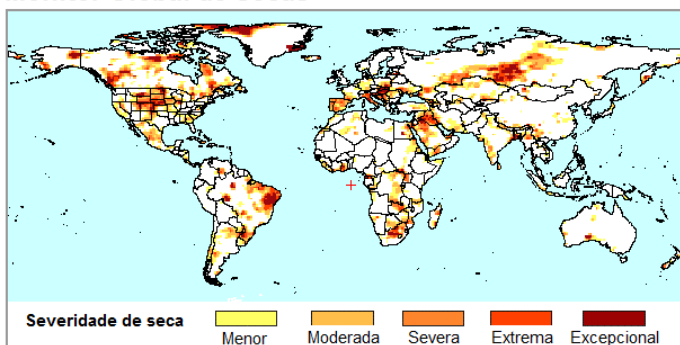 Severidade de seca
Menor
Moderada
Severa
Extrema
Excepcional